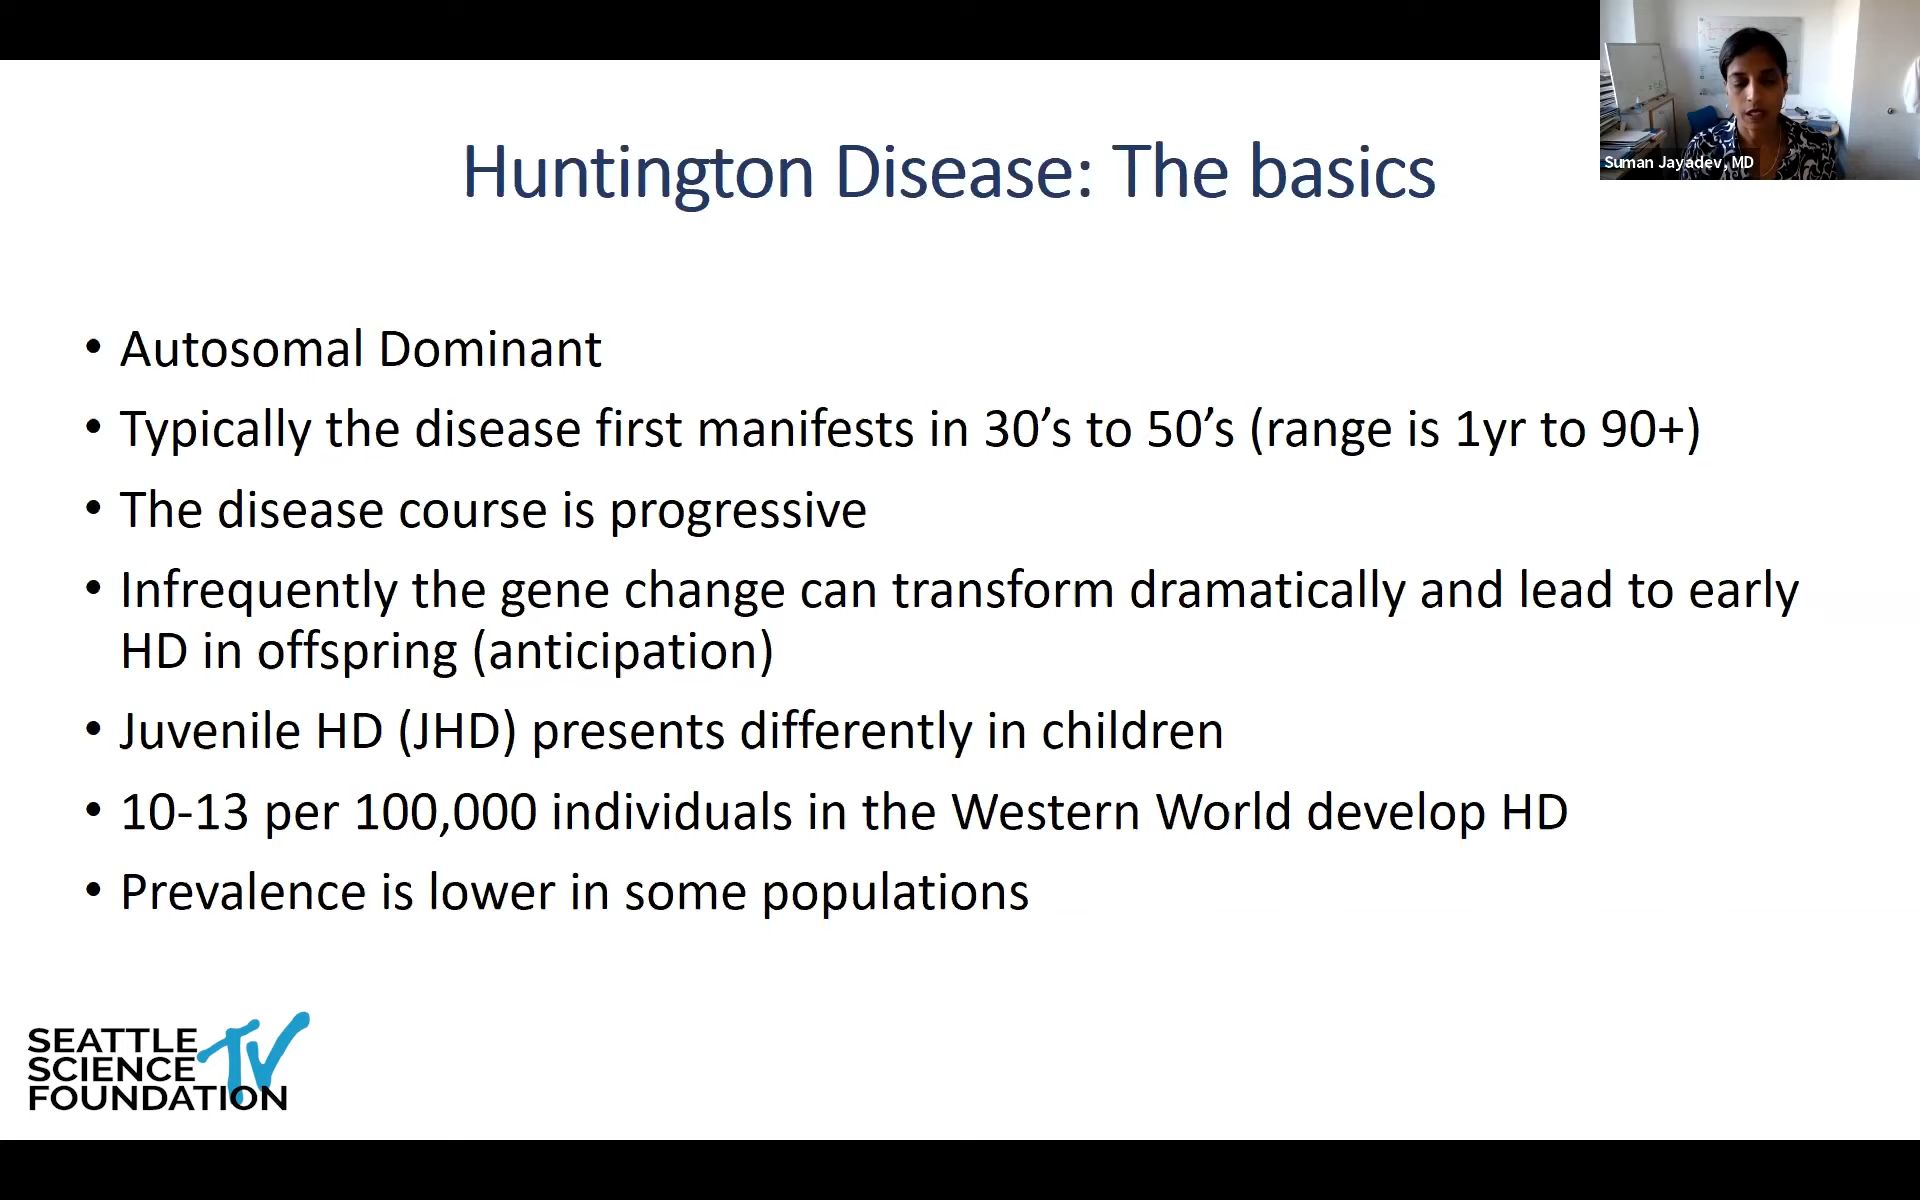 Suman Jayadev, MD
Huntington Disease: The basics
• Autosomal Dominant
• Typically the disease first manifests in 30’s to 50’s (range is 1yr to 90+)
• The disease course is progressive
• Infrequently the gene change can transform dramatically and lead to early
HD in offspring (anticipation)
• Juvenile HD (JHD) presents differently in children
• 10-13 per 100,000 individuals in the Western World develop HD
• Prevalence is lower in some populations
SEATTLE
SCIENCE
FOUNDATION
TV